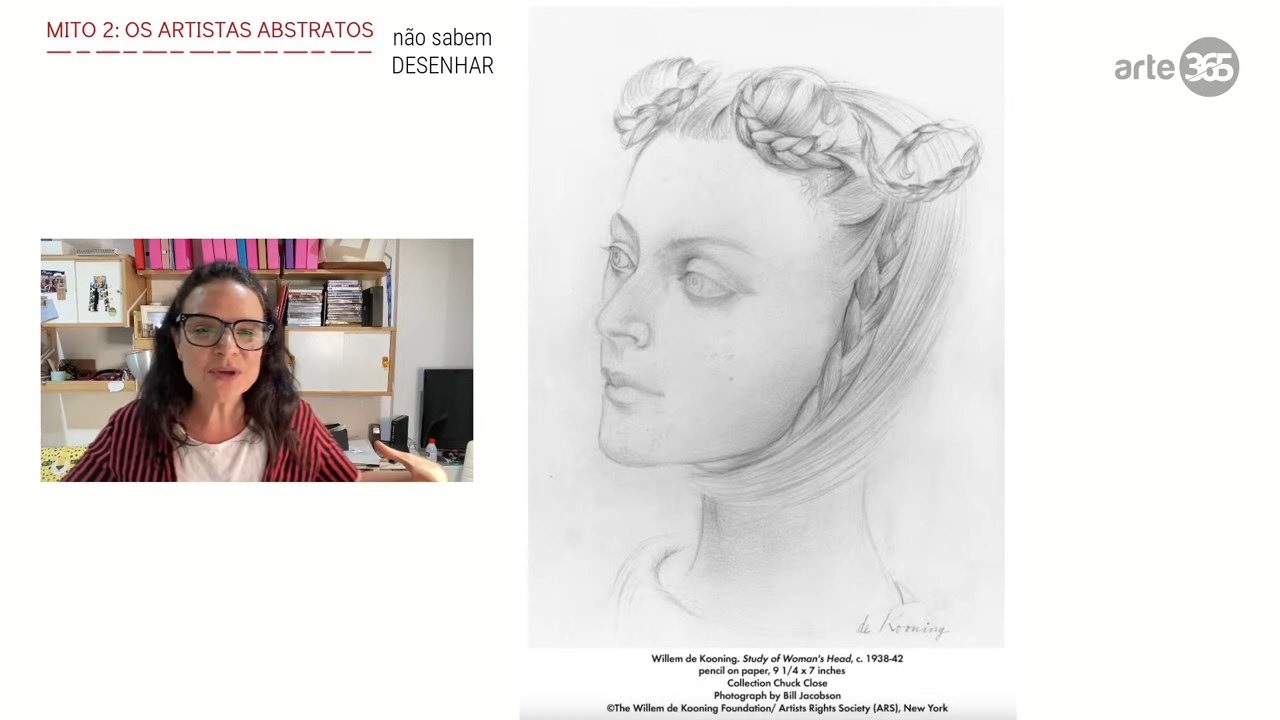 MITO 2: OS ARTISTAS ABSTRATOS
não sabem
DESENHAR
arte 365
de Kooning
Willem de Kooning. Study of Woman's Head, c. 1938-42
pencil on paper, 9 1/4 x 7 inches
Collection Chuck Close
Photograph by Bill Jacobson
©The Willem de Kooning Foundation/ Artists Rights Society (ARS), New York